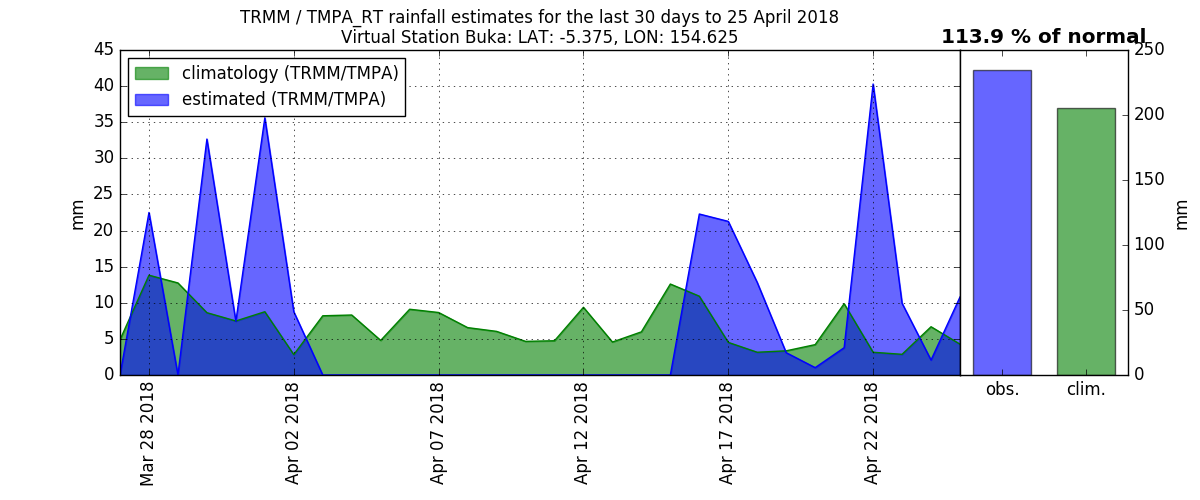 TRMM / TMPA_RT rainfall estimates for the last 30 days to 25 April 2018
Virtual Station Buka: LAT: -5.375, LON: 154.625
113.9 % of normal
climatology (TRMM/TMPA)
estimated (TRMM/TMPA)
45
40
35
30
25
20
15
10
5
0
mm
Mar 28 2018
Apr 02 2018
Apr 07 2018
Apr 12 2018
Apr 17 2018
Apr 22 2018
obs.
clim.
250
200
150
100
50
0
mm